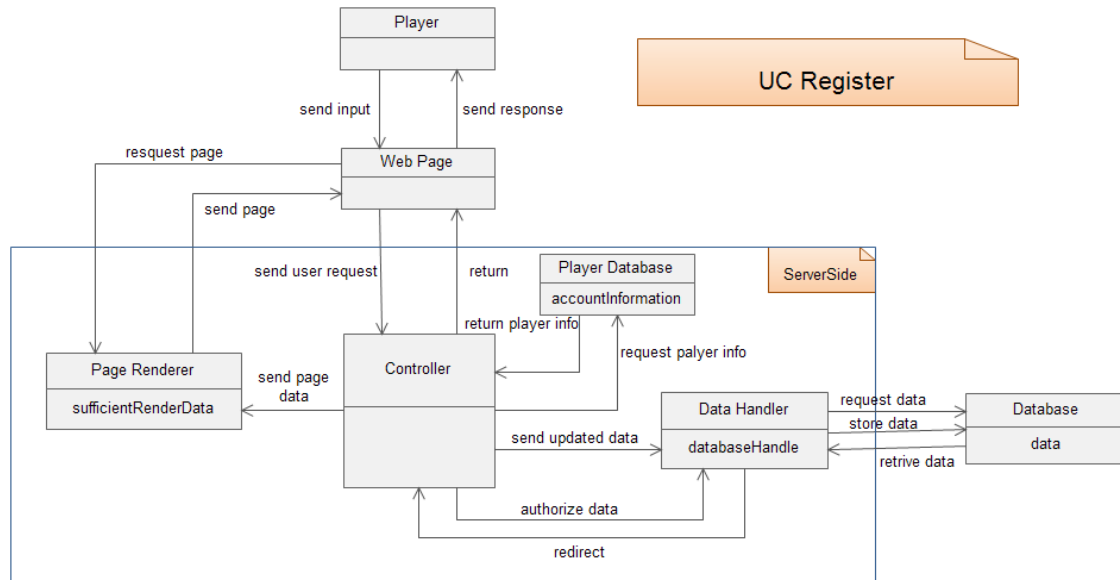 Player
UC Register
send input
send response
resquest page
Web Page
send page
send user request
return
Player Database
accountInformation
ServerSide
return player info
request palyer info
Page Renderer
sufficientRenderData
send page
data
Controller
Data Handler
databaseHandle
request data
store data
retrive data
Database
data
send updated data
authorize data
redirect